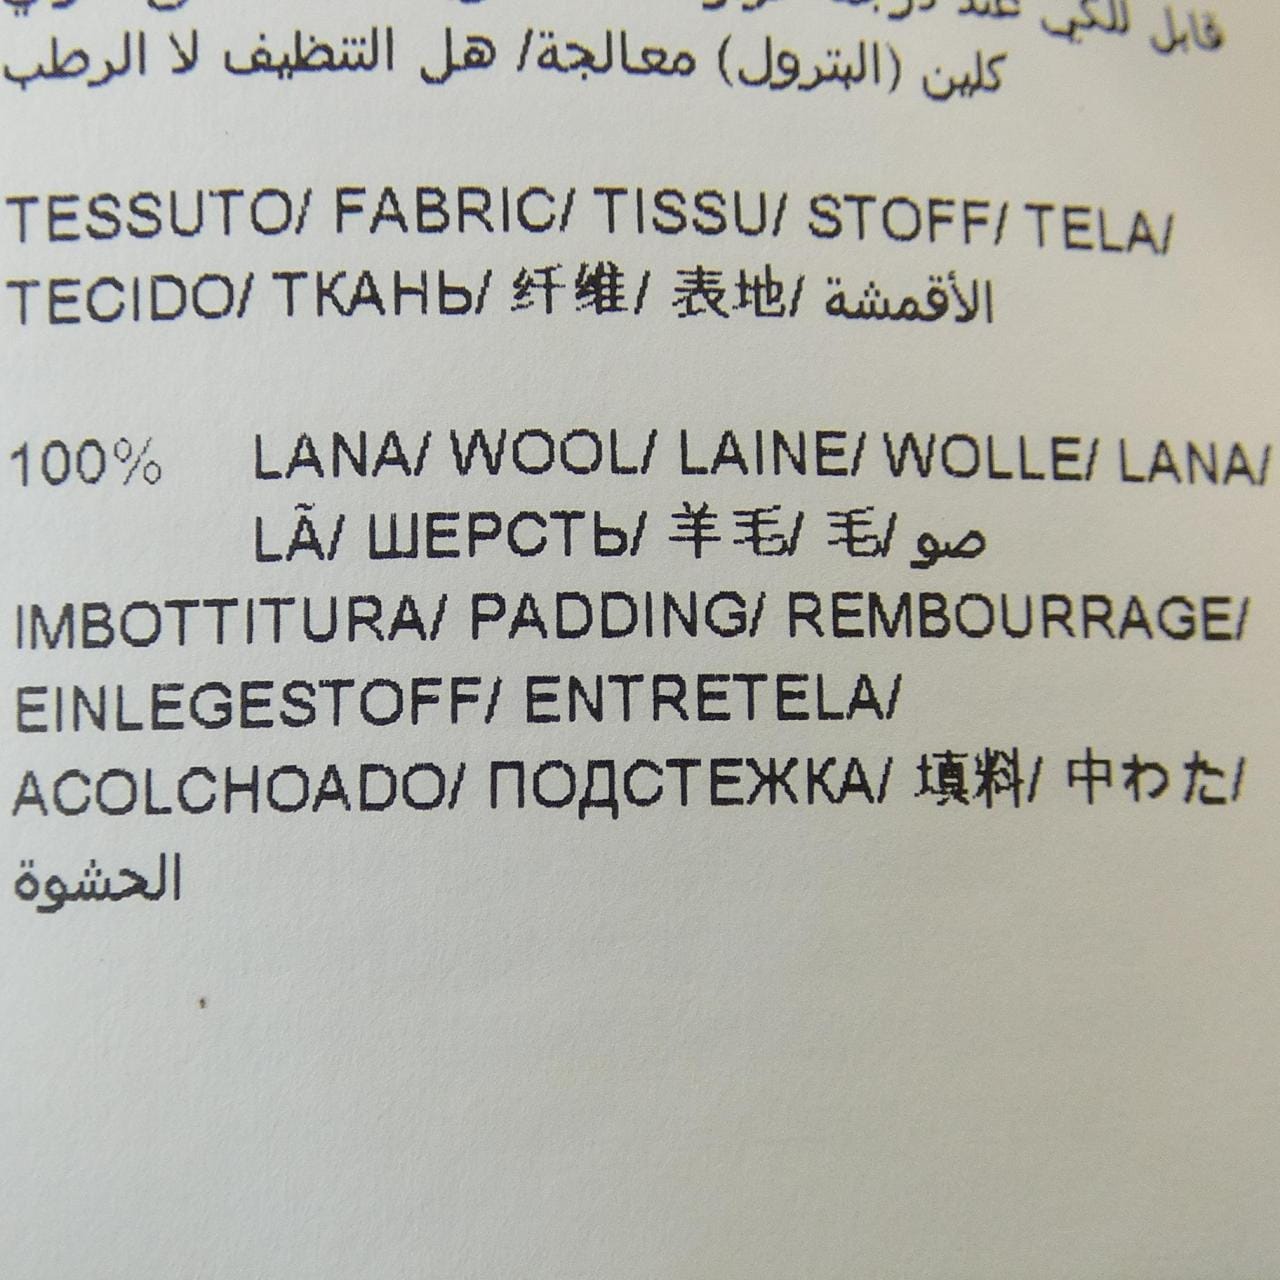 قابل للكي عند درجة
كلين (البترول) معالجة/ هل التنظيف لا الرطب
TESSUTO/ FABRIC/ TISSU/ STOFF/ TELA/
TECIDO/ ТКАНЬ/ 纤维/ 表地/ الأقمشة
100% LANA/ WOOL/ LAINE/ WOLLE/ LANA/
LÃ/ ШЕРСТЬ/ 羊毛/ 毛/ صو
IMBOTTITURA/ PADDING/ REMBOURRAGE/
EINLEGESTOFF/ ENTRETELA/
ACOLCHOADO/ ПОДСТЕЖКА/ 填料/ 中わた/
الحشوة